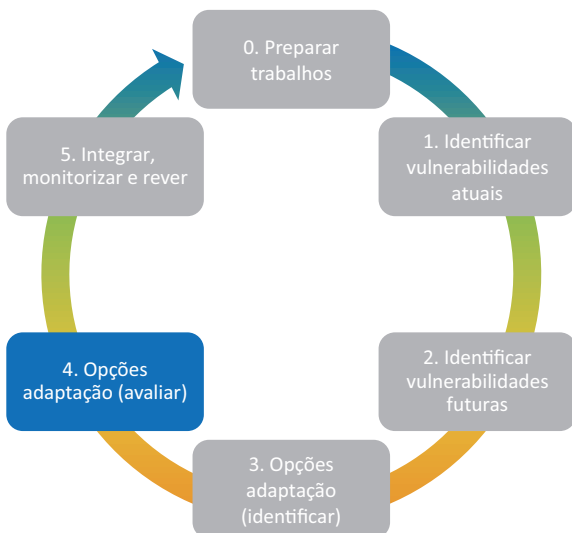 0. Preparar
trabalhos
1. Identificar
vulnerabilidades
atuais
2. Identificar
vulnerabilidades
futuras
3. Opções
adaptação
(identificar)
4. Opções
adaptação (avaliar)
5. Integrar,
monitorizar e rever